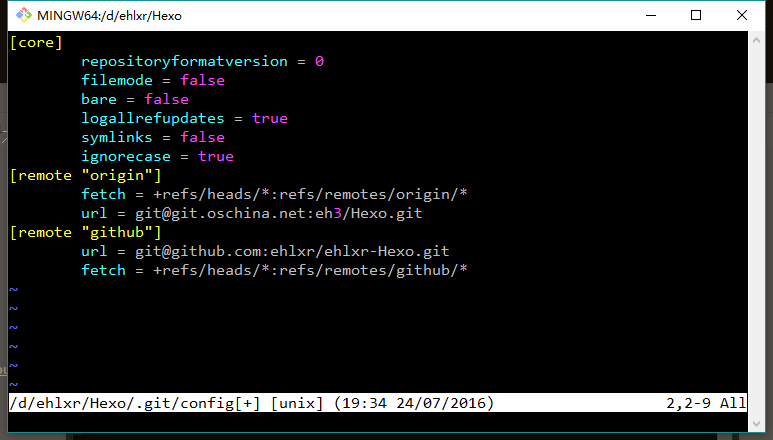 MINGW64:/d/ehlxr/Hexo
[core]
        repositoryformatversion = 0
        filemode = false
        bare = false
        logallrefupdates = true
        symlinks = false
        ignorecase = true
[remote "origin"]
        fetch = +refs/heads/*:refs/remotes/origin/*
        url = git@git.oschina.net:eh3/Hexo.git
[remote "github"]
        url = git@github.com:ehlxr/ehlxr-Hexo.git
        fetch = +refs/heads/*:refs/remotes/github/*
~
~
~
~
~
~
/d/ehlxr/Hexo/.git/config[+] [unix] (19:34 24/07/2016) 2,2-9 All